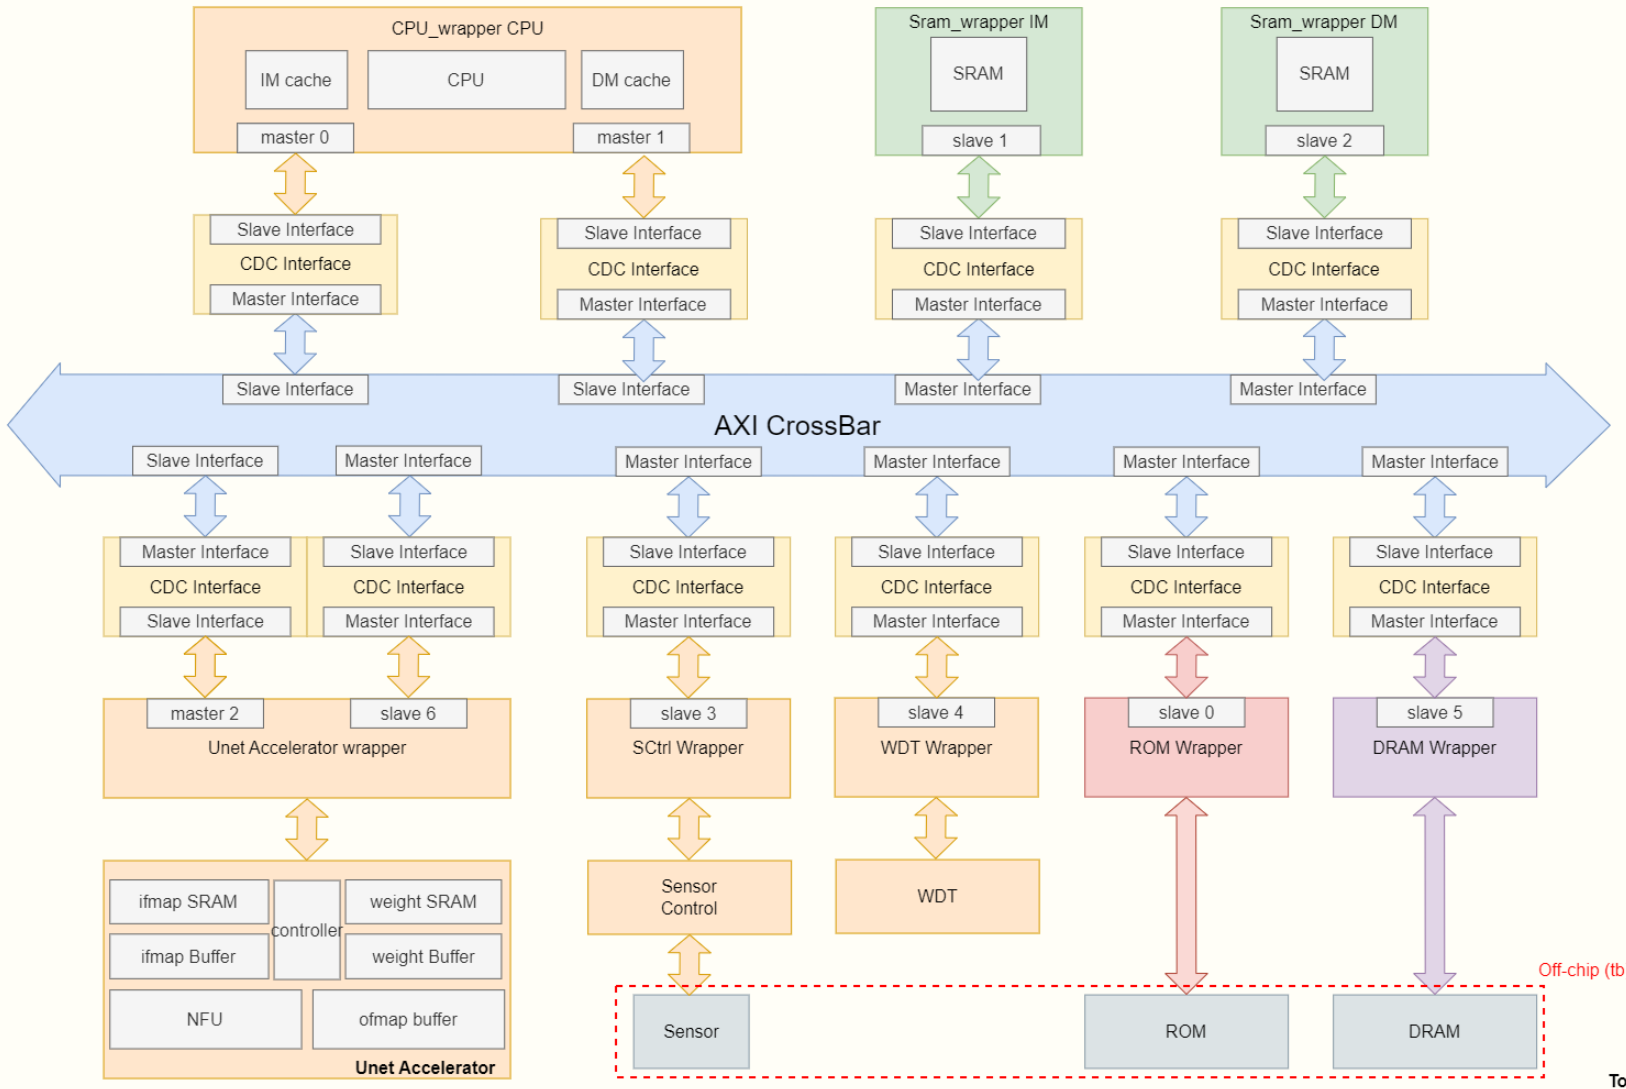 CPU_wrapper CPU
IM cache
CPU
DM cache
master 0
master 1
Sram_wrapper IM
SRAM
slave 1
Sram_wrapper DM
SRAM
slave 2
Slave Interface
CDC Interface
Master Interface
Slave Interface
CDC Interface
Master Interface
Slave Interface
CDC Interface
Master Interface
Slave Interface
CDC Interface
Master Interface
Slave Interface
Slave Interface
Master Interface
Master Interface
AXI CrossBar
Slave Interface
Master Interface
Master Interface
Master Interface
Master Interface
Master Interface
Master Interface
CDC Interface
Slave Interface
Slave Interface
CDC Interface
Master Interface
Slave Interface
CDC Interface
Master Interface
Slave Interface
CDC Interface
Master Interface
Slave Interface
CDC Interface
Master Interface
Slave Interface
CDC Interface
Master Interface
master 2
slave 6
Unet Accelerator wrapper
slave 3
SCtrl Wrapper
slave 4
WDT Wrapper
slave 0
ROM Wrapper
slave 5
DRAM Wrapper
ifmap SRAM
controller
weight SRAM
ifmap Buffer
weight Buffer
NFU
ofmap buffer
Unet Accelerator
Sensor
Control
WDT
Off-chip (tb
Sensor
ROM
DRAM
To